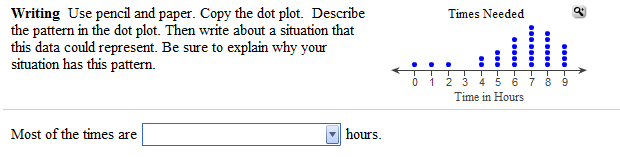 Writing Use pencil and paper. Copy the dot plot. Describe
the pattern in the dot plot. Then write about a situation that
this data could represent. Be sure to explain why your
situation has this pattern.
Times Needed
0 1 2 3 4 5 6 7 8 9
Time in Hours
Most of the times are
hours.